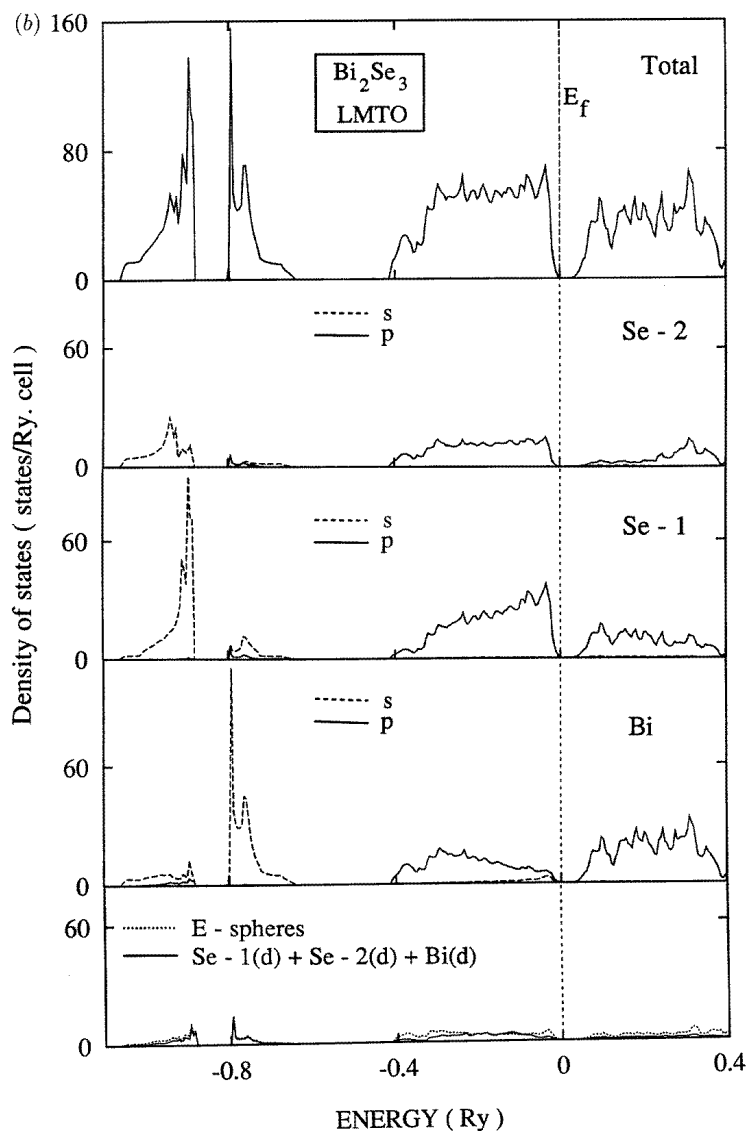 (b)
160
Bi2Se3
LMTO
Total
Ef
80
0
s
p
Se - 2
60
0
s
p
Se - 1
60
0
s
p
Bi
60
0
E - spheres
Se - 1(d) + Se - 2(d) + Bi(d)
60
0
-0.8
-0.4
0
0.4
ENERGY ( Ry )
Density of states ( states/Ry. cell )